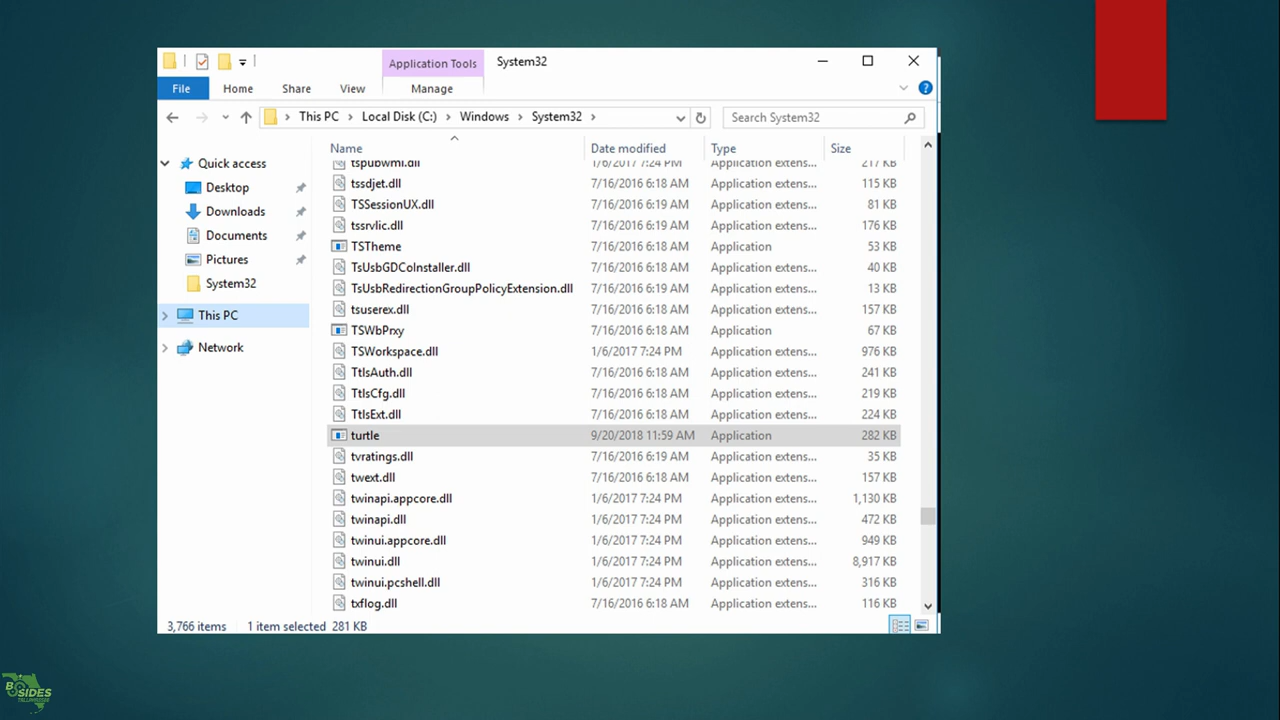 Application Tools System32
File Home Share View Manage
This PC Local Disk (C:) Windows System32 Search System32
Name Date modified Type Size
Quick access
Desktop
Downloads
Documents
Pictures
System32
This PC
Network
tspubwmi.dll 1/6/2017 7:24 PM Application extens... 217 KB
tssdjet.dll 7/16/2016 6:18 AM Application extens... 115 KB
TSSessionUX.dll 7/16/2016 6:19 AM Application extens... 81 KB
tssrvlic.dll 7/16/2016 6:19 AM Application extens... 176 KB
TSTheme 7/16/2016 6:18 AM Application 53 KB
TsUsbGDCoInstaller.dll 7/16/2016 6:18 AM Application extens... 40 KB
TsUsbRedirectionGroupPolicyExtension.dll 7/16/2016 6:19 AM Application extens... 13 KB
tsuserex.dll 7/16/2016 6:19 AM Application extens... 157 KB
TSWbPrxy 7/16/2016 6:18 AM Application 67 KB
TSWorkspace.dll 1/6/2017 7:24 PM Application extens... 976 KB
TtlsAuth.dll 7/16/2016 6:18 AM Application extens... 241 KB
TtlsCfg.dll 7/16/2016 6:18 AM Application extens... 219 KB
TtlsExt.dll 7/16/2016 6:18 AM Application extens... 224 KB
turtle 9/20/2018 11:59 AM Application 282 KB
tvratings.dll 7/16/2016 6:19 AM Application extens... 35 KB
twext.dll 7/16/2016 6:18 AM Application extens... 157 KB
twinapi.appcore.dll 1/6/2017 7:24 PM Application extens... 1,130 KB
twinapi.dll 1/6/2017 7:24 PM Application extens... 472 KB
twinui.appcore.dll 1/6/2017 7:24 PM Application extens... 949 KB
twinui.dll 1/6/2017 7:24 PM Application extens... 8,917 KB
twinui.pcshell.dll 1/6/2017 7:24 PM Application extens... 316 KB
txflog.dll 7/16/2016 6:18 AM Application extens... 116 KB
3,766 items 1 item selected 281 KB
BSIDES
TALLAHASSEE